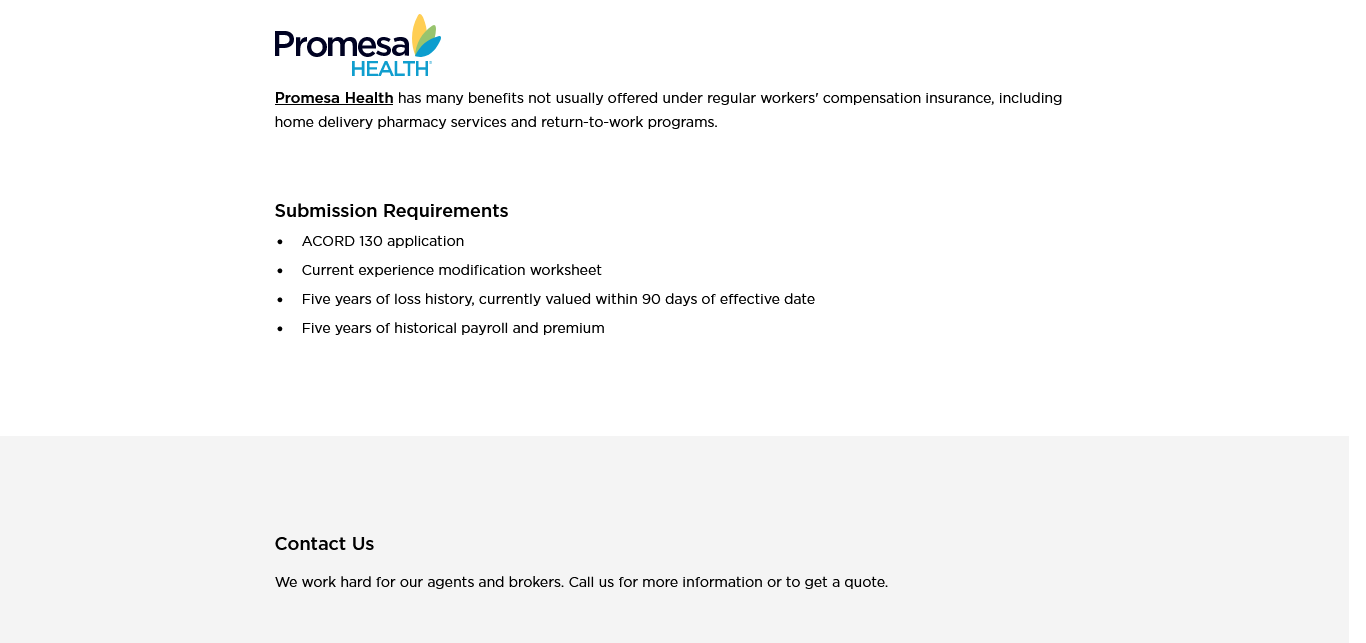 Promesa
HEALTH
Promesa Health has many benefits not usually offered under regular workers' compensation insurance, including
home delivery pharmacy services and return-to-work programs.
Submission Requirements
• ACORD 130 application
• Current experience modification worksheet
• Five years of loss history, currently valued within 90 days of effective date
• Five years of historical payroll and premium
Contact Us
We work hard for our agents and brokers. Call us for more information or to get a quote.